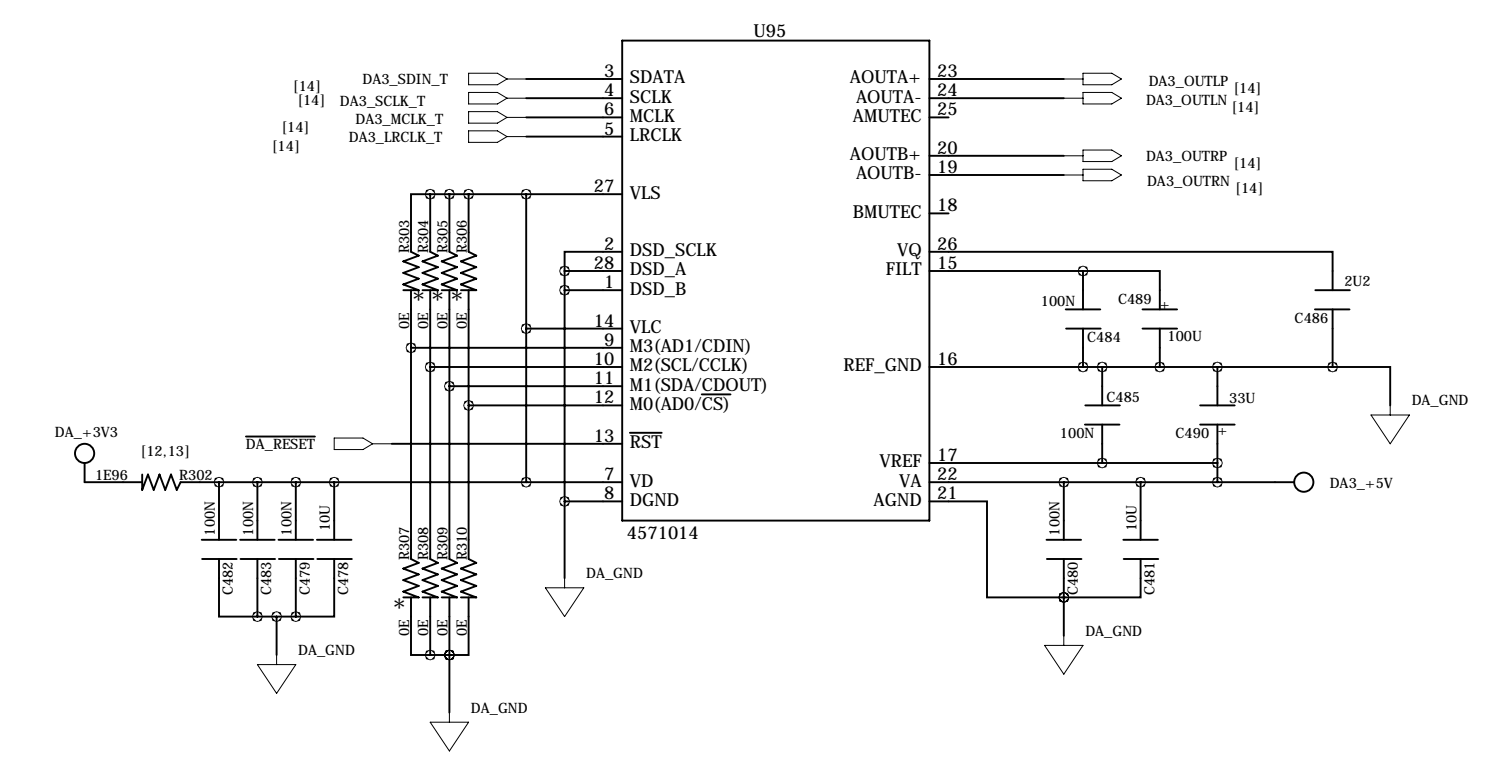 U95
DA3_SDIN_T
[14]
3
SDATA
AOUTA+
23
DA3_OUTLP
[14]
[14]
DA3_SCLK_T
4
SCLK
AOUTA-
24
DA3_OUTLN
[14]
DA3_MCLK_T
[14]
6
MCLK
AMUTEC
25
DA3_LRCLK_T
[14]
5
LRCLK
AOUTB+
20
DA3_OUTRP
[14]
AOUTB-
19
DA3_OUTRN
[14]
27
VLS
BMUTEC
18
R303
R304
R305
R306
0E
*
0E
*
0E
*
0E
2
DSD_SCLK
28
DSD_A
1
DSD_B
VQ
26
FILT
15
100N
C484
C489
+
100U
2U2
C486
14
VLC
9
M3(AD1/CDIN)
10
M2(SCL/CCLK)
11
M1(SDA/CDOUT)
12
M0(AD0/CS)
REF_GND
16
C485
100N
33U
C490
+
DA_GND
DA_RESET
13
RST
DA_+3V3
[12,13]
1E96
R302
7
VD
8
DGND
VREF
17
VA
22
AGND
21
DA3_+5V
4571014
100N
C482
100N
C483
100N
C479
10U
C478
R307
R308
R309
R310
*
0E
0E
0E
0E
100N
C480
10U
C481
DA_GND
DA_GND
DA_GND
DA_GND